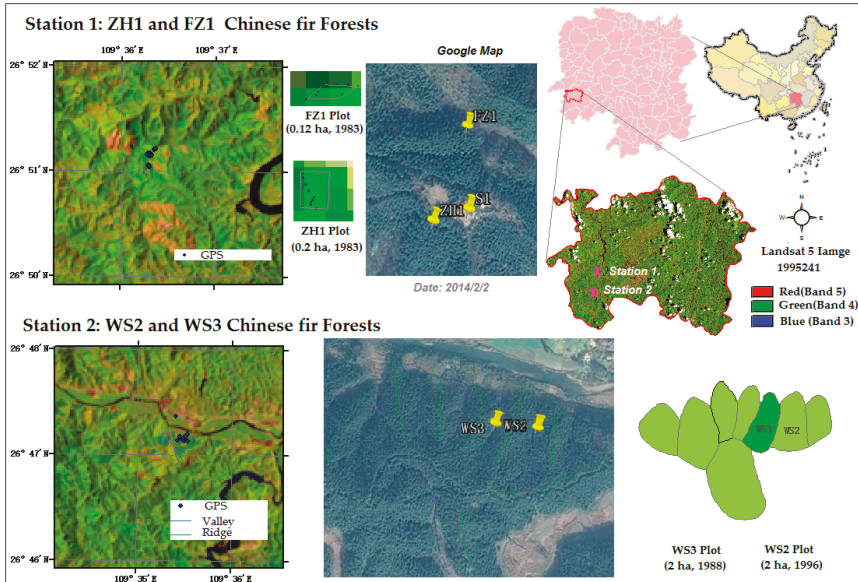 Station 1: ZH1 and FZ1 Chinese fir Forests
109° 36′ E
109° 37′ E
26° 52′ N
26° 51′ N
26° 50′ N
GPS
FZ1 Plot
(0.12 ha, 1983)
ZH1 Plot
(0.2 ha, 1983)
Google Map
FZ1
S1
ZH1
Date: 2014/2/2
N
W
E
S
Landsat 5 Iamge
1995241
Station 1.
Station 2
Red(Band 5)
Green(Band 4)
Blue (Band 3)
Station 2: WS2 and WS3 Chinese fir Forests
26° 48′ N
26° 47′ N
26° 46′ N
GPS
Valley
Ridge
109° 35′ E
109° 36′ E
WS3
WS2
WS3
WS2
WS3 Plot
(2 ha, 1988)
WS2 Plot
(2 ha, 1996)